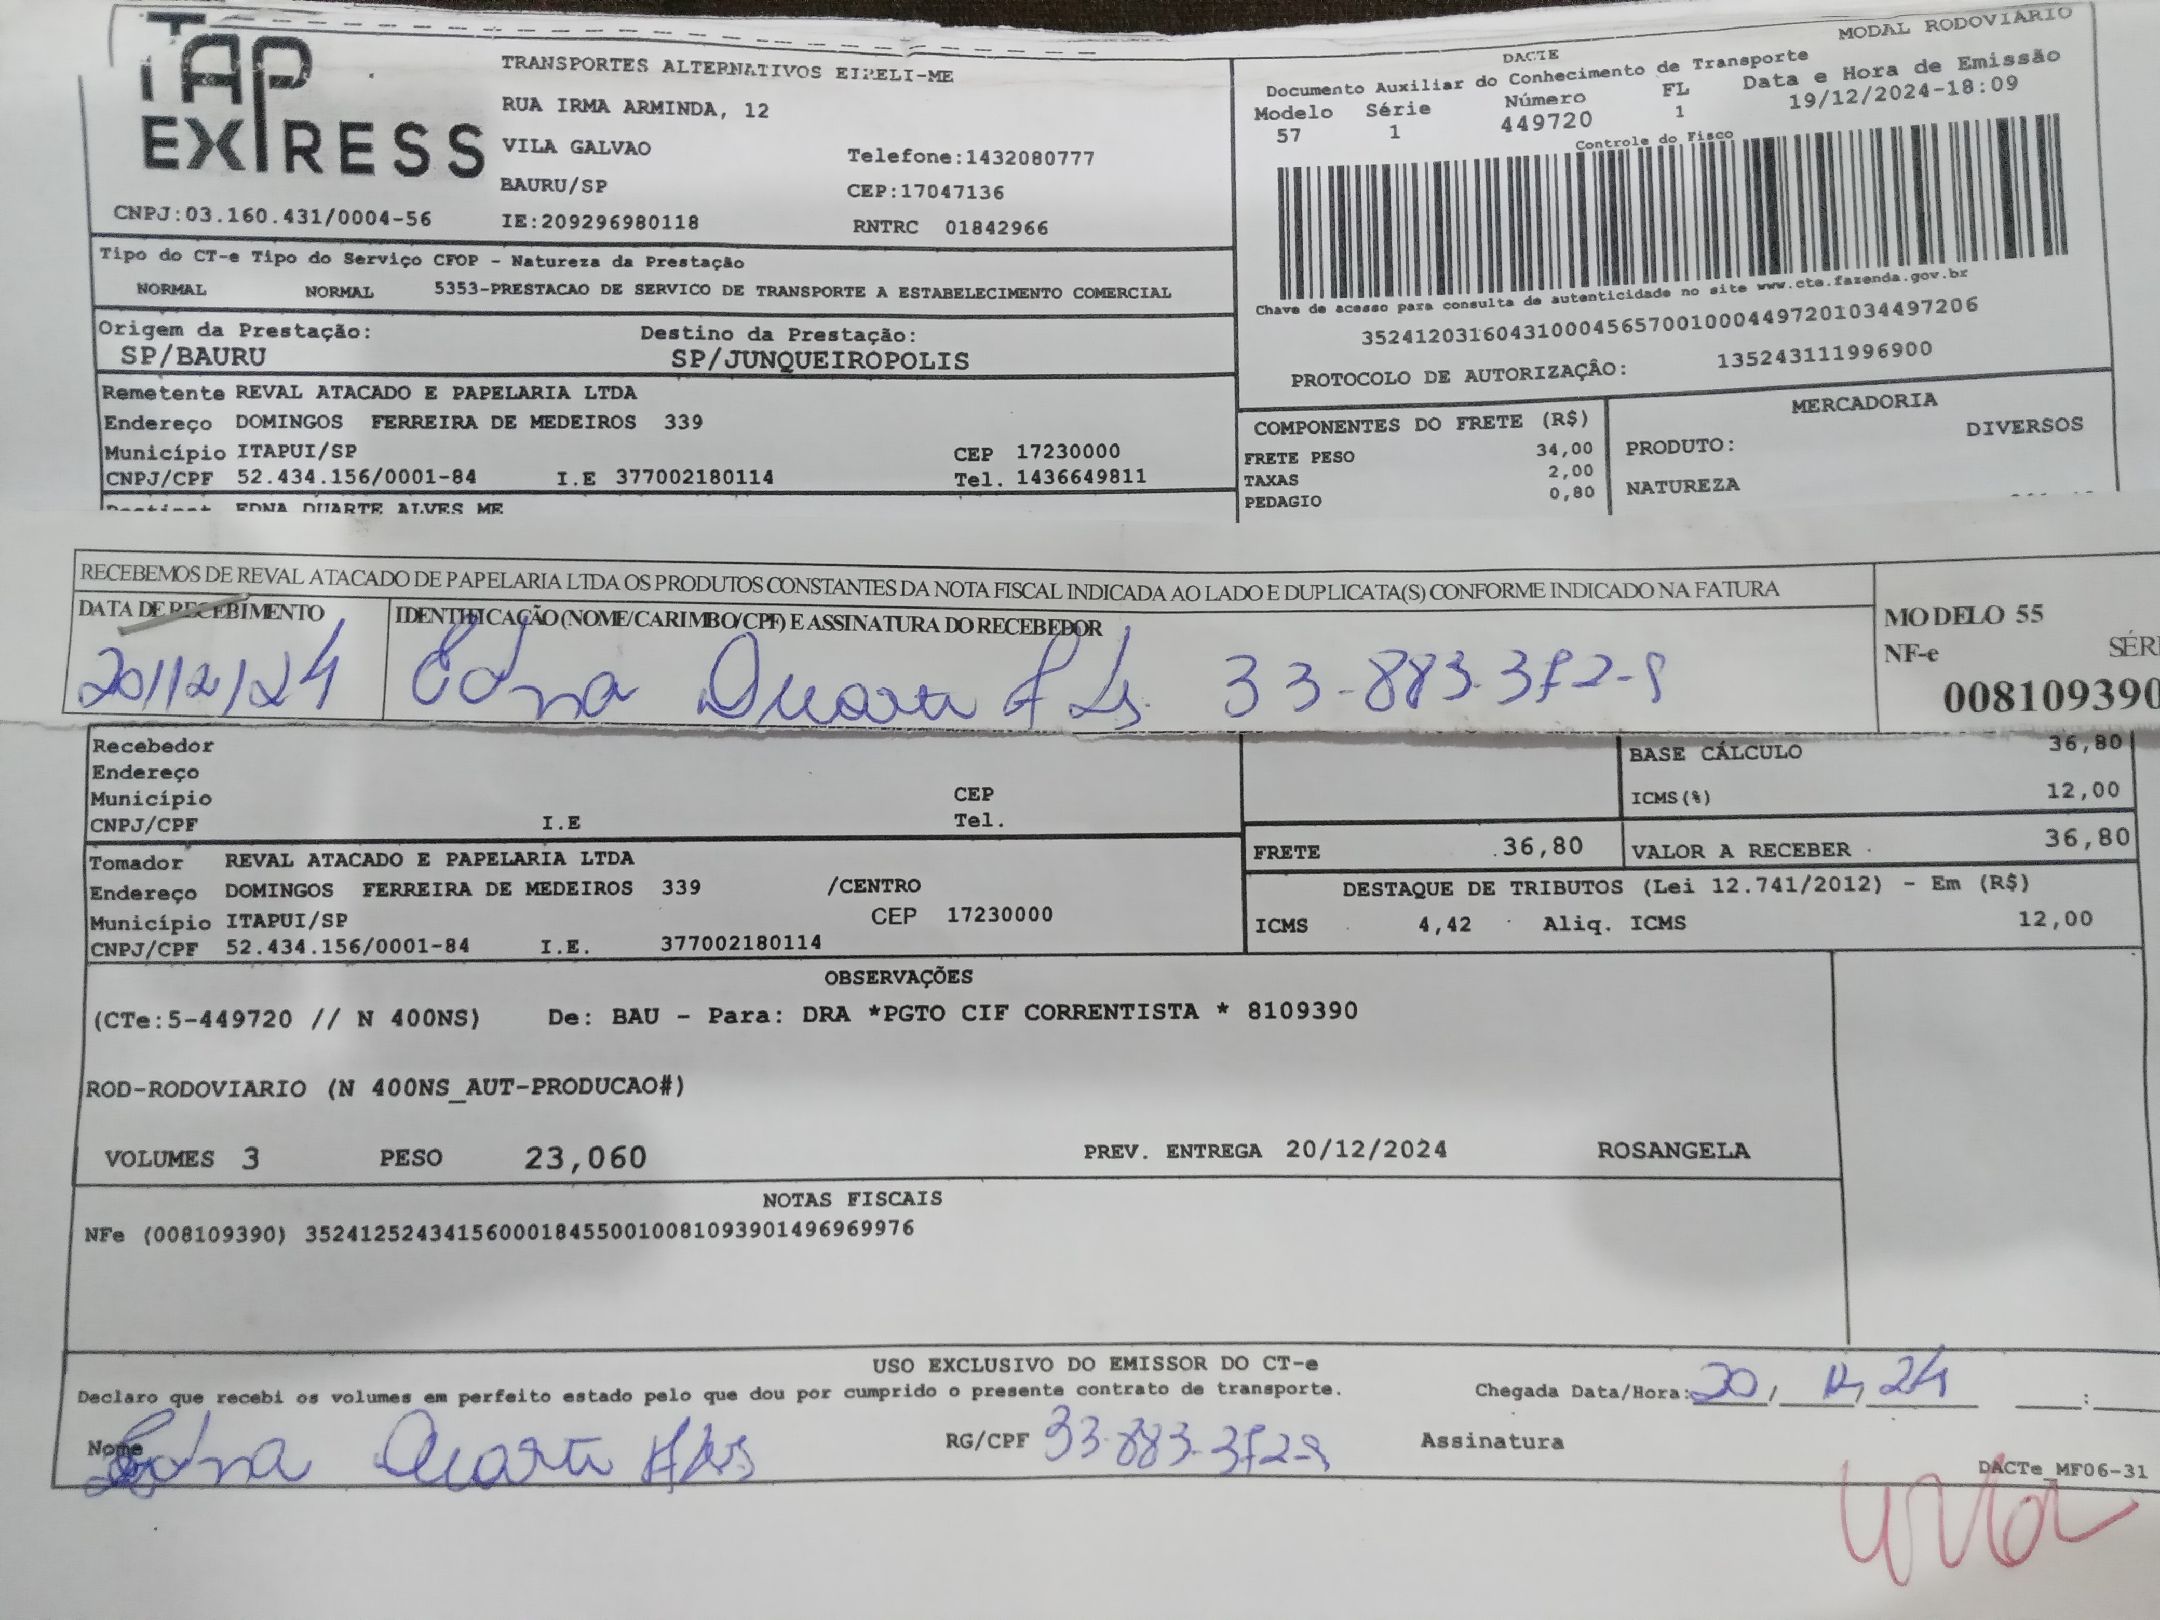 TAP
EXPRESS
TRANSPORTES ALTERNATIVOS EIRELI-ME
RUA IRMA ARMINDA, 12
VILA GALVAO
Telefone:1432080777
BAURU/SP
CEP:17047136
CNPJ:03.160.431/0004-56
IE:209296980118
RNTRC 01842966
MODAL RODOVIARIO
DACTE
Documento Auxiliar do Conhecimento de Transporte
Modelo Série Número FL Data e Hora de Emissão
57 1 449720 1 19/12/2024-18:09
Controle do Fisco
Chave de acesso para consulta de autenticidade no site www.cte.fazenda.gov.br
35241203160431000456570010004497201034497206
PROTOCOLO DE AUTORIZAÇÃO: 135243111996900
Tipo do CT-e Tipo do Serviço CFOP - Natureza da Prestação
NORMAL NORMAL 5353-PRESTACAO DE SERVICO DE TRANSPORTE A ESTABELECIMENTO COMERCIAL
Origem da Prestação: Destino da Prestação:
SP/BAURU SP/JUNQUEIROPOLIS
Remetente REVAL ATACADO E PAPELARIA LTDA
Endereço DOMINGOS FERREIRA DE MEDEIROS 339
Município ITAPUI/SP CEP 17230000
CNPJ/CPF 52.434.156/0001-84 I.E 377002180114 Tel. 1436649811
EDNA DUARTE ALVES ME
COMPONENTES DO FRETE (R$)
FRETE PESO 34,00
TAXAS 2,00
PEDAGIO 0,80
MERCADORIA
PRODUTO: DIVERSOS
NATUREZA
RECEBEMOS DE REVAL ATACADO DE PAPELARIA LTDA OS PRODUTOS CONSTANTES DA NOTA FISCAL INDICADA AO LADO E DUPLICATA(S) CONFORME INDICADO NA FATURA
DATA DE RECEBIMENTO
20/12/24
IDENTIFICAÇÃO (NOME/CARIMBO/CPF) E ASSINATURA DO RECEBEDOR
Edna Duarte Als 33-883.372-9
MODELO 55
NF-e SÉRI
008109390
Recebedor
Endereço
Município CEP
CNPJ/CPF I.E Tel.
BASE CÁLCULO 36,80
ICMS(%) 12,00
FRETE 36,80 VALOR A RECEBER 36,80
Tomador REVAL ATACADO E PAPELARIA LTDA
Endereço DOMINGOS FERREIRA DE MEDEIROS 339 /CENTRO
Município ITAPUI/SP CEP 17230000
CNPJ/CPF 52.434.156/0001-84 I.E. 377002180114
DESTAQUE DE TRIBUTOS (Lei 12.741/2012) - Em (R$)
ICMS 4,42 Aliq. ICMS 12,00
OBSERVAÇÕES
(CTe:5-449720 // N 400NS) De: BAU - Para: DRA *PGTO CIF CORRENTISTA * 8109390
ROD-RODOVIARIO (N 400NS_AUT-PRODUCAO#)
VOLUMES 3 PESO 23,060 PREV. ENTREGA 20/12/2024 ROSANGELA
NOTAS FISCAIS
NFe (008109390) 35241252434156000184550010081093901496969976
USO EXCLUSIVO DO EMISSOR DO CT-e
Declaro que recebi os volumes em perfeito estado pelo que dou por cumprido o presente contrato de transporte.
Chegada Data/Hora: 20/12/24 :
Nome Edna Duarte Alves RG/CPF 33-883.372-9 Assinatura
DACTe_MF06-31